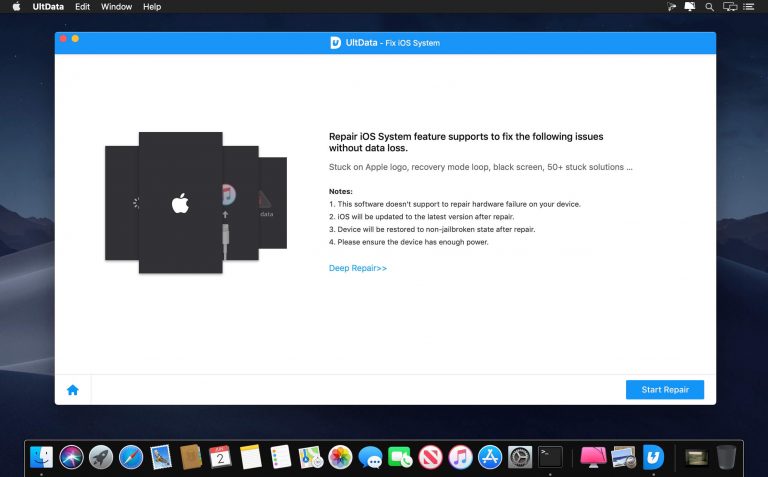 UltData Edit Window Help
UltData - Fix iOS System
Repair iOS System feature supports to fix the following issues
without data loss.
Stuck on Apple logo, recovery mode loop, black screen, 50+ stuck solutions ...
Notes:
1. This software doesn't support to repair hardware failure on your device.
2. iOS will be updated to the latest version after repair.
3. Device will be restored to non-jailbroken state after repair.
4. Please ensure the device has enough power.
Deep Repair>>
data
Start Repair
JUN
2